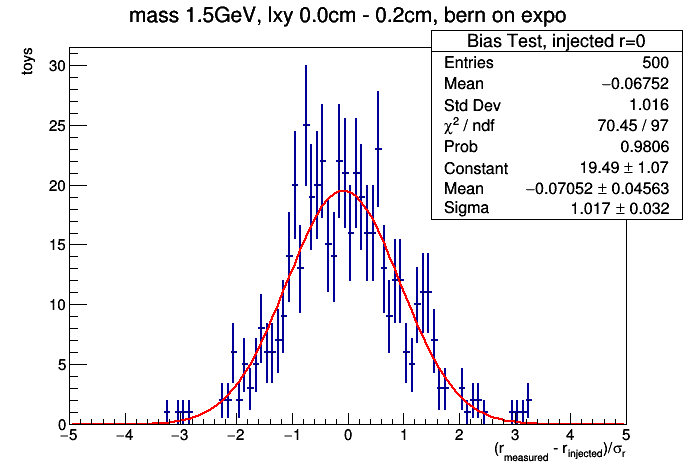 mass 1.5GeV, lxy 0.0cm - 0.2cm, bern on expo
Bias Test, injected r=0
Entries 500
Mean −0.06752
Std Dev 1.016
χ² / ndf 70.45 / 97
Prob 0.9806
Constant 19.49 ± 1.07
Mean −0.07052 ± 0.04563
Sigma 1.017 ± 0.032
toys
30
25
20
15
10
5
0
−5 −4 −3 −2 −1 0 1 2 3 4 5
(r_measured - r_injected)/σ_r